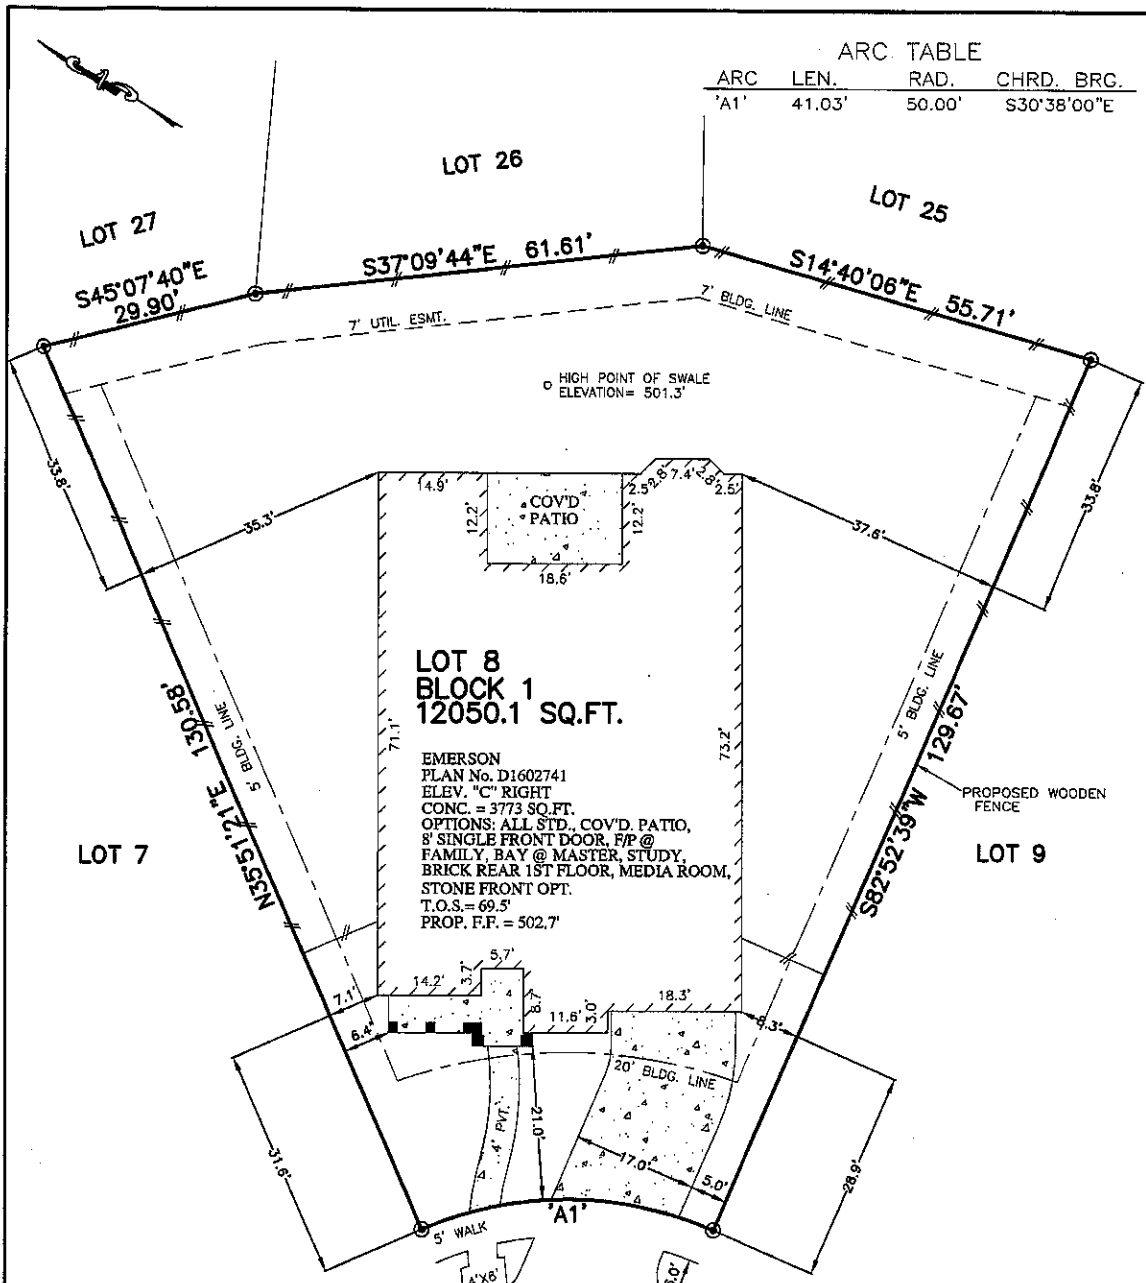 ARC TABLE
ARC LEN. RAD. CHRD. BRG.
'A1' 41.03' 50.00' S30°38'00"E
LOT 26
LOT 25
LOT 27
S45°07'40"E
29.90'
S37°09'44"E 61.61'
S14°40'06"E 55.71'
7' UTIL. ESMT.
7' BLDG. LINE
HIGH POINT OF SWALE
ELEVATION= 501.3'
33.8'
35.3'
14.9'
12.2'
COV'D
PATIO
12.2'
18.6'
2.5'
2.8'
7.4'
2.8'
2.5'
37.6'
33.8'
LOT 8
BLOCK 1
12050.1 SQ.FT.
71.1'
73.2'
EMERSON
PLAN No. D1602741
ELEV. "C" RIGHT
CONC. = 3773 SQ.FT.
OPTIONS: ALL STD., COV'D. PATIO,
8' SINGLE FRONT DOOR, F/P @
FAMILY, BAY @ MASTER, STUDY,
BRICK REAR 1ST FLOOR, MEDIA ROOM,
STONE FRONT OPT.
T.O.S.= 69.5'
PROP. F.F. = 502.7'
N35°51'21"E 130.58'
5' BLDG. LINE
5' BLDG. LINE
S82°52'39"W 129.67'
PROPOSED WOODEN
FENCE
LOT 7
LOT 9
5.7'
14.2'
3.7'
8.7'
11.6'
3.0'
18.3'
7.1'
6.4'
8.3'
20' BLDG. LINE
4' PVT.
21.0'
17.0'
5.0'
31.6'
28.9'
'A1'
5' WALK
4'X6'
5.0'